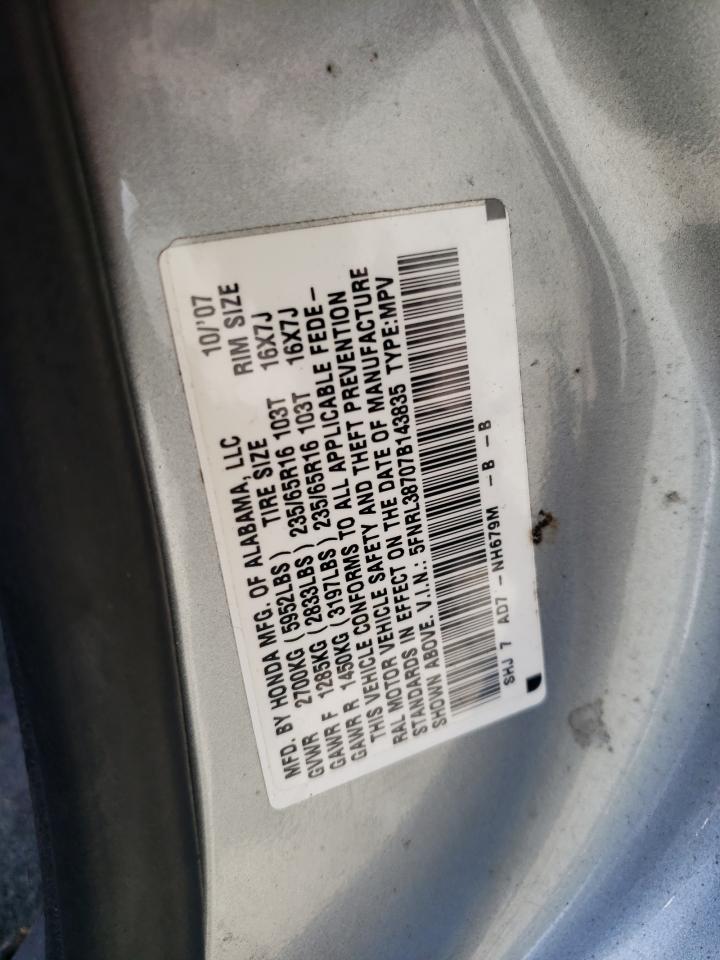 MFD. BY HONDA MFG. OF ALABAMA, LLC 10/'07
GVWR 2700KG ( 5952LBS ) TIRE SIZE RIM SIZE
GAWR F 1285KG ( 2833LBS ) 235/65R16 103T 16X7J
GAWR R 1450KG ( 3197LBS ) 235/65R16 103T 16X7J
THIS VEHICLE CONFORMS TO ALL APPLICABLE FEDE-
RAL MOTOR VEHICLE SAFETY AND THEFT PREVENTION
STANDARDS IN EFFECT ON THE DATE OF MANUFACTURE
SHOWN ABOVE. V.I.N.: 5FNRL38707B143835 TYPE:MPV
SHJ 7 AD7 - NH679M - B - B